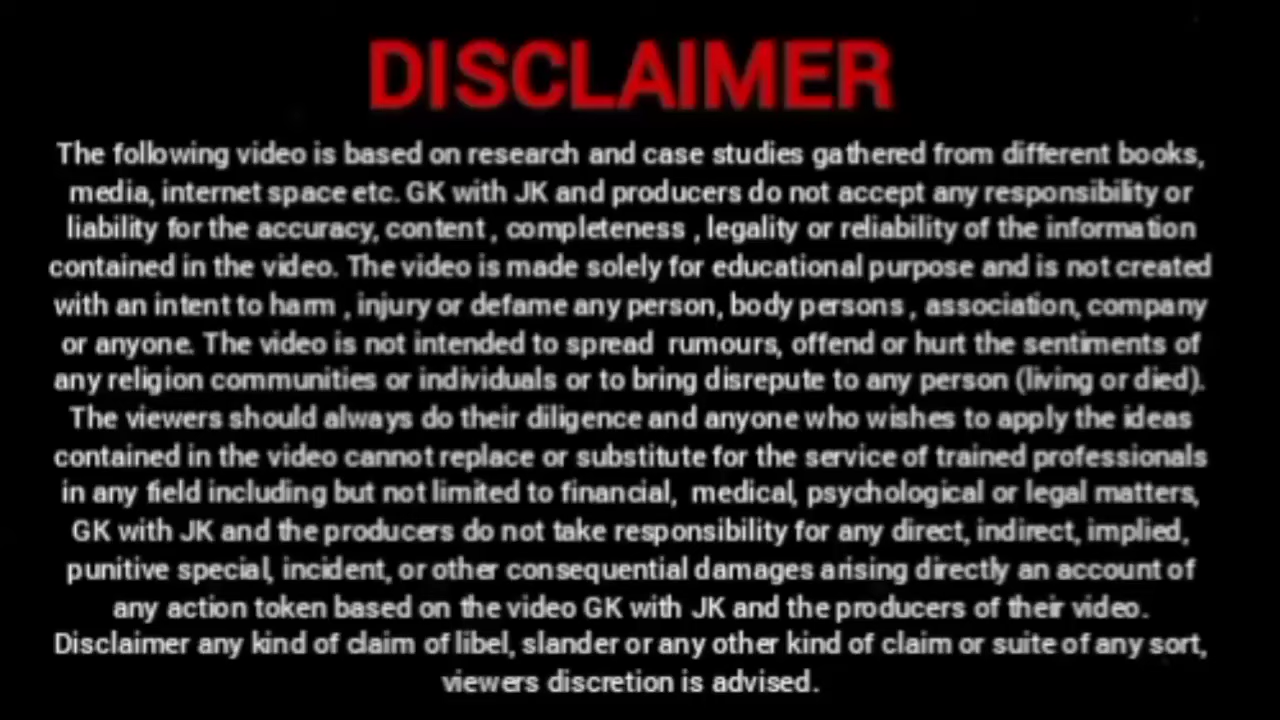 DISCLAIMER
The following video is based on research and case studies gathered from different books,
media, internet space etc. GK with JK and producers do not accept any responsibility or
liability for the accuracy, content , completeness , legality or reliability of the information
contained in the video. The video is made solely for educational purpose and is not created
with an intent to harm , injury or defame any person, body persons , association, company
or anyone. The video is not intended to spread rumours, offend or hurt the sentiments of
any religion communities or individuals or to bring disrepute to any person (living or died).
The viewers should always do their diligence and anyone who wishes to apply the ideas
contained in the video cannot replace or substitute for the service of trained professionals
in any field including but not limited to financial, medical, psychological or legal matters,
GK with JK and the producers do not take responsibility for any direct, indirect, implied,
punitive special, incident, or other consequential damages arising directly an account of
any action token based on the video GK with JK and the producers of their video.
Disclaimer any kind of claim of libel, slander or any other kind of claim or suite of any sort,
viewers discretion is advised.